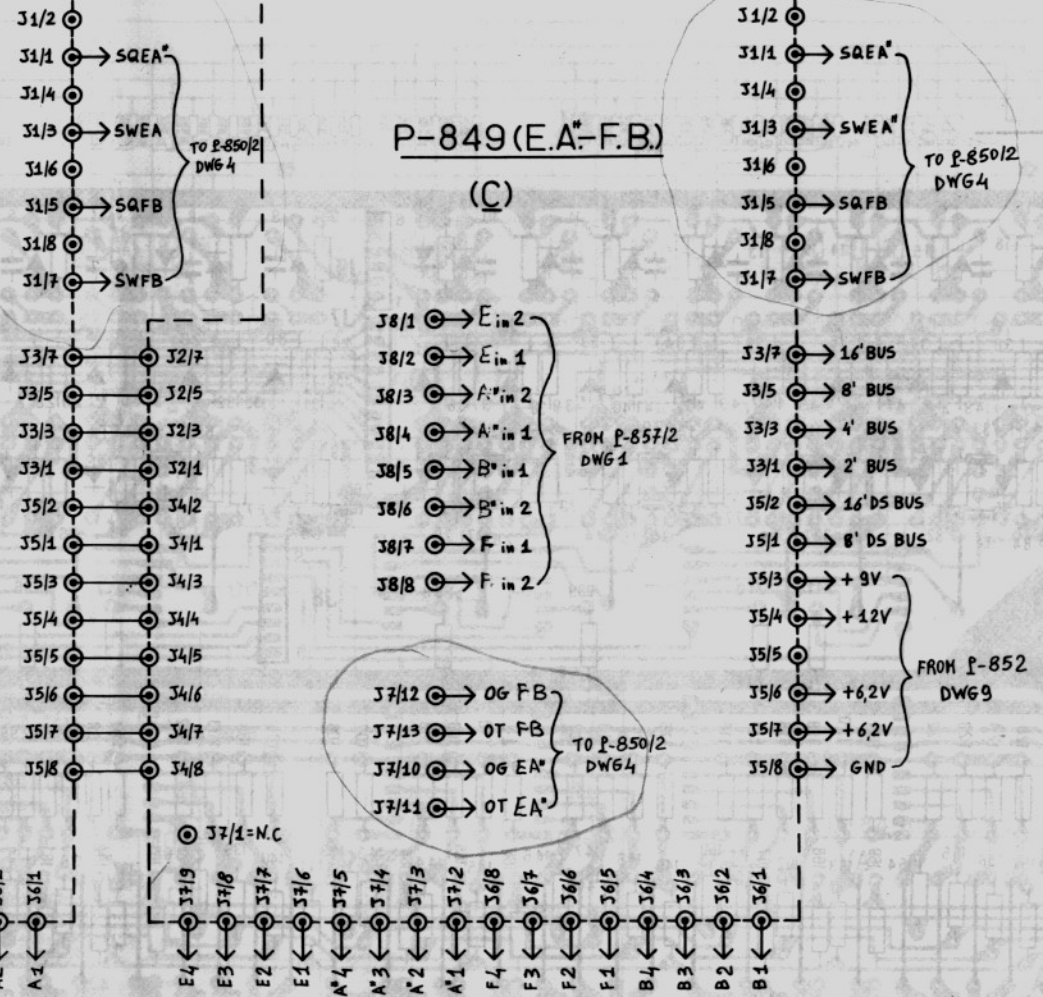 J1/2
J1/1 SQEA"
J1/4
J1/3 SWEA
J1/6
J1/5 SQFB
J1/8
J1/7 SWFB
TO P-850/2
DWG 4
J3/7 J2/7
J3/5 J2/5
J3/3 J2/3
J3/1 J2/1
J5/2 J4/2
J5/1 J4/1
J5/3 J4/3
J5/4 J4/4
J5/5 J4/5
J5/6 J4/6
J5/7 J4/7
J5/8 J4/8
P-849 (E.A"-F.B.)
(C)
J8/1 E in 2
J8/2 E in 1
J8/3 A" in 2
J8/4 A" in 1
J8/5 B" in 1
J8/6 B" in 2
J8/7 F in 1
J8/8 F in 2
FROM P-857/2
DWG 1
J7/12 OG FB
J7/13 OT FB
J7/10 OG EA"
J7/11 OT EA"
TO P-850/2
DWG4
J1/2
J1/1 SQEA"
J1/4
J1/3 SWEA"
J1/6
J1/5 SQFB
J1/8
J1/7 SWFB
TO P-850/2
DWG4
J3/7 16' BUS
J3/5 8' BUS
J3/3 4' BUS
J3/1 2' BUS
J5/2 16' DS BUS
J5/1 8' DS BUS
J5/3 + 9V
J5/4 + 12V
J5/5
J5/6 +6,2V
J5/7 +6,2V
J5/8 GND
FROM P-852
DWG9
J7/1=N.C
J6/1 J7/9 J7/8 J7/7 J7/6 J7/5 J7/4 J7/3 J7/2 J6/8 J6/7 J6/6 J6/5 J6/4 J6/3 J6/2 J6/1
A1 E4 E3 E2 E1 A"4 A"3 A"2 A"1 F4 F3 F2 F1 B4 B3 B2 B1